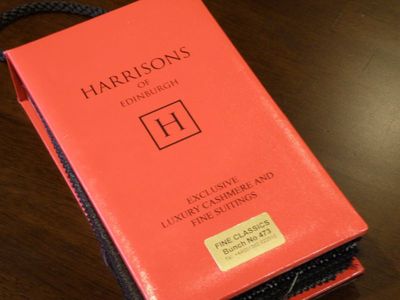 HARRISONS
OF
EDINBURGH
H
EXCLUSIVE
LUXURY CASHMERE AND
FINE SUITINGS
FINE CLASSICS
Bunch No 473